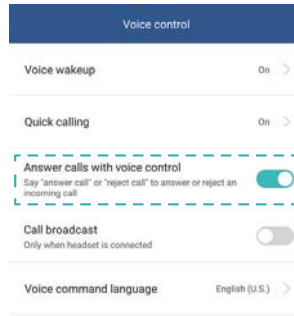 Voice control
Voice wakeup On
Quick calling On
Answer calls with voice control
Say "answer call" or "reject call" to answer or reject an
incoming call
Call broadcast
Only when headset is connected
Voice command language English (U.S.)